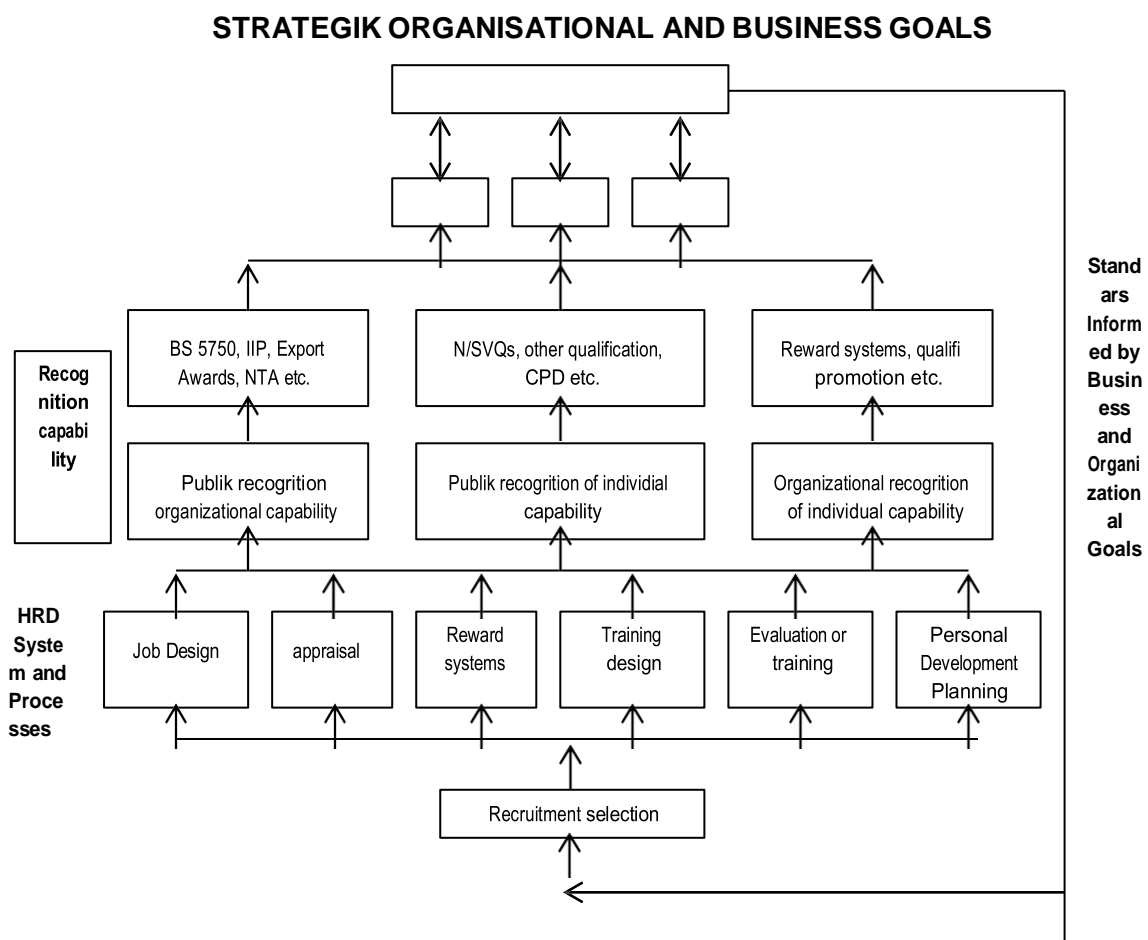 STRATEGIK ORGANISATIONAL AND BUSINESS GOALS
BS 5750, IIP, Export
Awards, NTA etc.
N/SVQs, other qualification,
CPD etc.
Reward systems, qualifi
promotion etc.
Recog
nition
capabi
lity
Publik recogrition
organizational capability
Publik recogrition of individial
capability
Organizational recogrition
of individual capability
HRD
Syste
m and
Proce
sses
Job Design
appraisal
Reward
systems
Training
design
Evaluation or
training
Personal
Development
Planning
Recruitment selection
Stand
ars
Inform
ed by
Busin
ess
and
Organi
zation
al
Goals